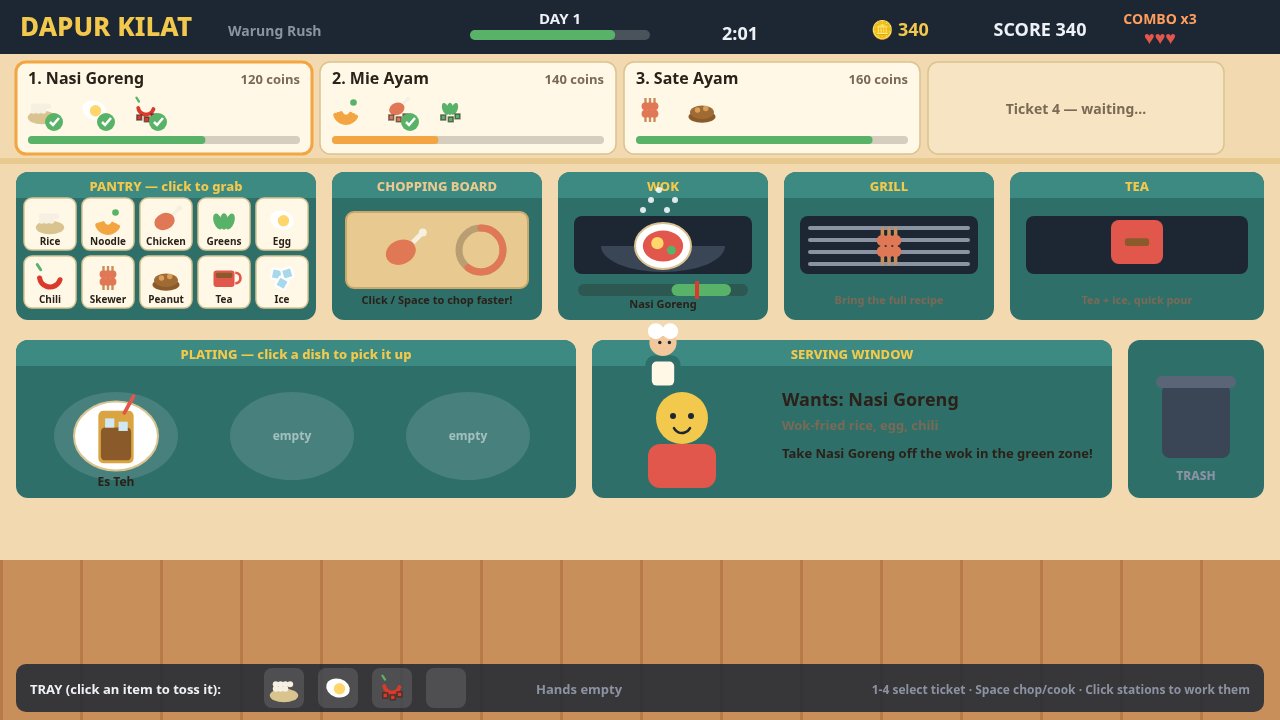 DAPUR KILAT
Warung Rush
DAY 1
2:01
340
SCORE 340
COMBO x3
1. Nasi Goreng
120 coins
2. Mie Ayam
140 coins
3. Sate Ayam
160 coins
Ticket 4 — waiting...
PANTRY — click to grab
Rice
Noodle
Chicken
Greens
Egg
Chili
Skewer
Peanut
Tea
Ice
CHOPPING BOARD
Click / Space to chop faster!
WOK
Nasi Goreng
GRILL
Bring the full recipe
TEA
Tea + ice, quick pour
PLATING — click a dish to pick it up
Es Teh
empty
empty
SERVING WINDOW
Wants: Nasi Goreng
Wok-fried rice, egg, chili
Take Nasi Goreng off the wok in the green zone!
TRASH
TRAY (click an item to toss it):
Hands empty
1-4 select ticket · Space chop/cook · Click stations to work them